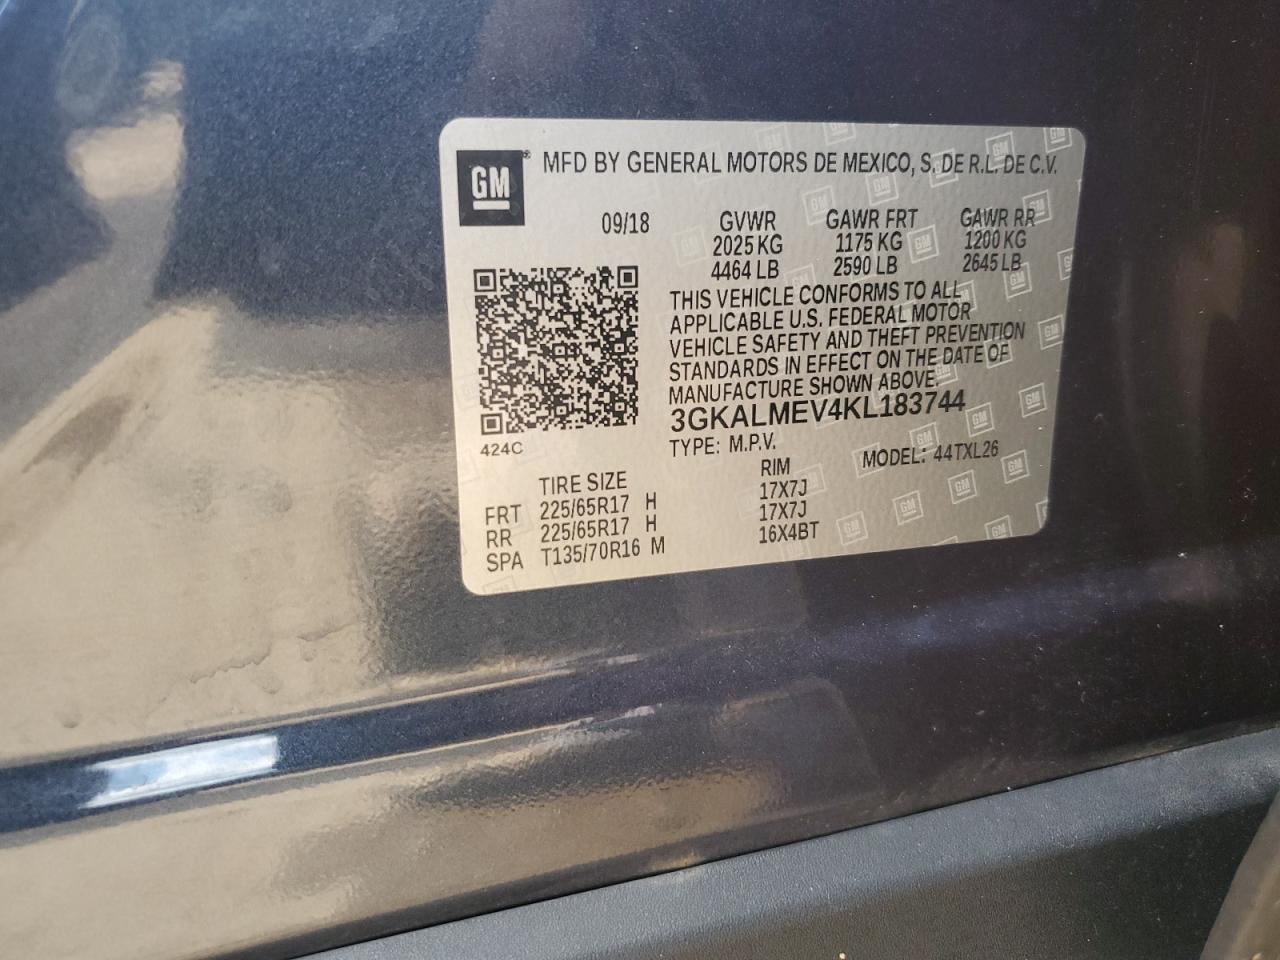 GM ® MFD BY GENERAL MOTORS DE MEXICO, S. DE R.L. DE C.V.
09/18 GVWR GAWR FRT GAWR RR
2025 KG 1175 KG 1200 KG
4464 LB 2590 LB 2645 LB
THIS VEHICLE CONFORMS TO ALL
APPLICABLE U.S. FEDERAL MOTOR
VEHICLE SAFETY AND THEFT PREVENTION
STANDARDS IN EFFECT ON THE DATE OF
MANUFACTURE SHOWN ABOVE.
3GKALMEV4KL183744
424C TYPE: M.P.V. MODEL: 44TXL26
TIRE SIZE RIM
FRT 225/65R17 H 17X7J
RR 225/65R17 H 17X7J
SPA T135/70R16 M 16X4BT